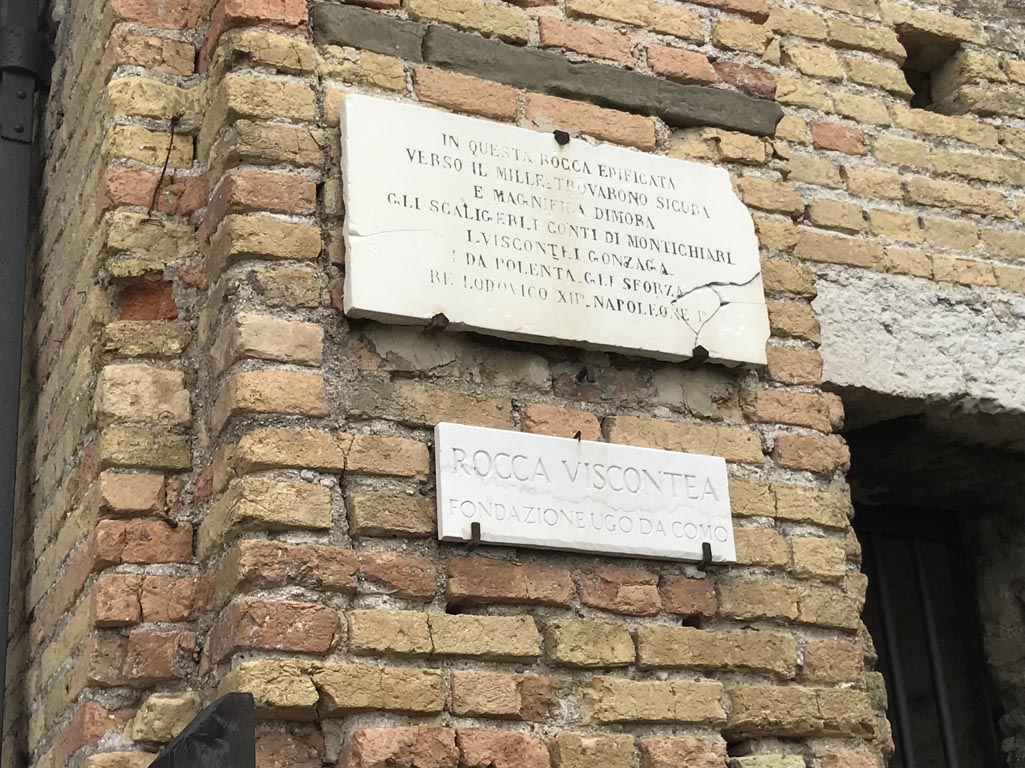 IN QUESTA ROCCA EDIFICATA
VERSO IL MILLE TROVARONO SICURA
E MAGNIFICA DIMORA
GLI SCALIGERI I CONTI DI MONTICHIARI
I VISCONTI I GONZAGA
I DA POLENTA GLI SFORZA
RE LODOVICO XII° NAPOLEONE I°
ROCCA VISCONTEA
FONDAZIONE UGO DA COMO